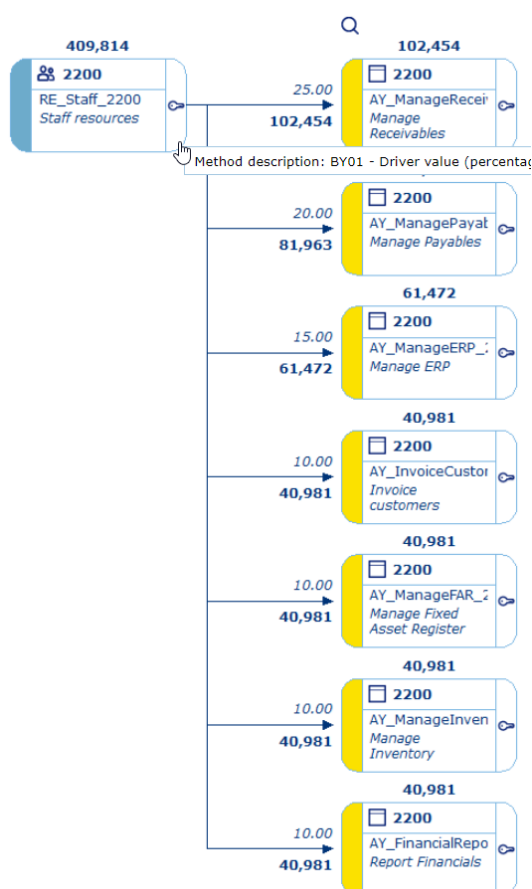 409,814
2200
RE_Staff_2200
Staff resources
Method description: BY01 - Driver value (percentag
25.00
102,454
102,454
2200
AY_ManageRecei
Manage
Receivables
20.00
81,963
2200
AY_ManagePayab
Manage Payables
15.00
61,472
61,472
2200
AY_ManageERP_
Manage ERP
10.00
40,981
40,981
2200
AY_InvoiceCustor
Invoice
customers
10.00
40,981
40,981
2200
AY_ManageFAR_2
Manage Fixed
Asset Register
10.00
40,981
40,981
2200
AY_ManageInven
Manage
Inventory
10.00
40,981
40,981
2200
AY_FinancialRepo
Report Financials